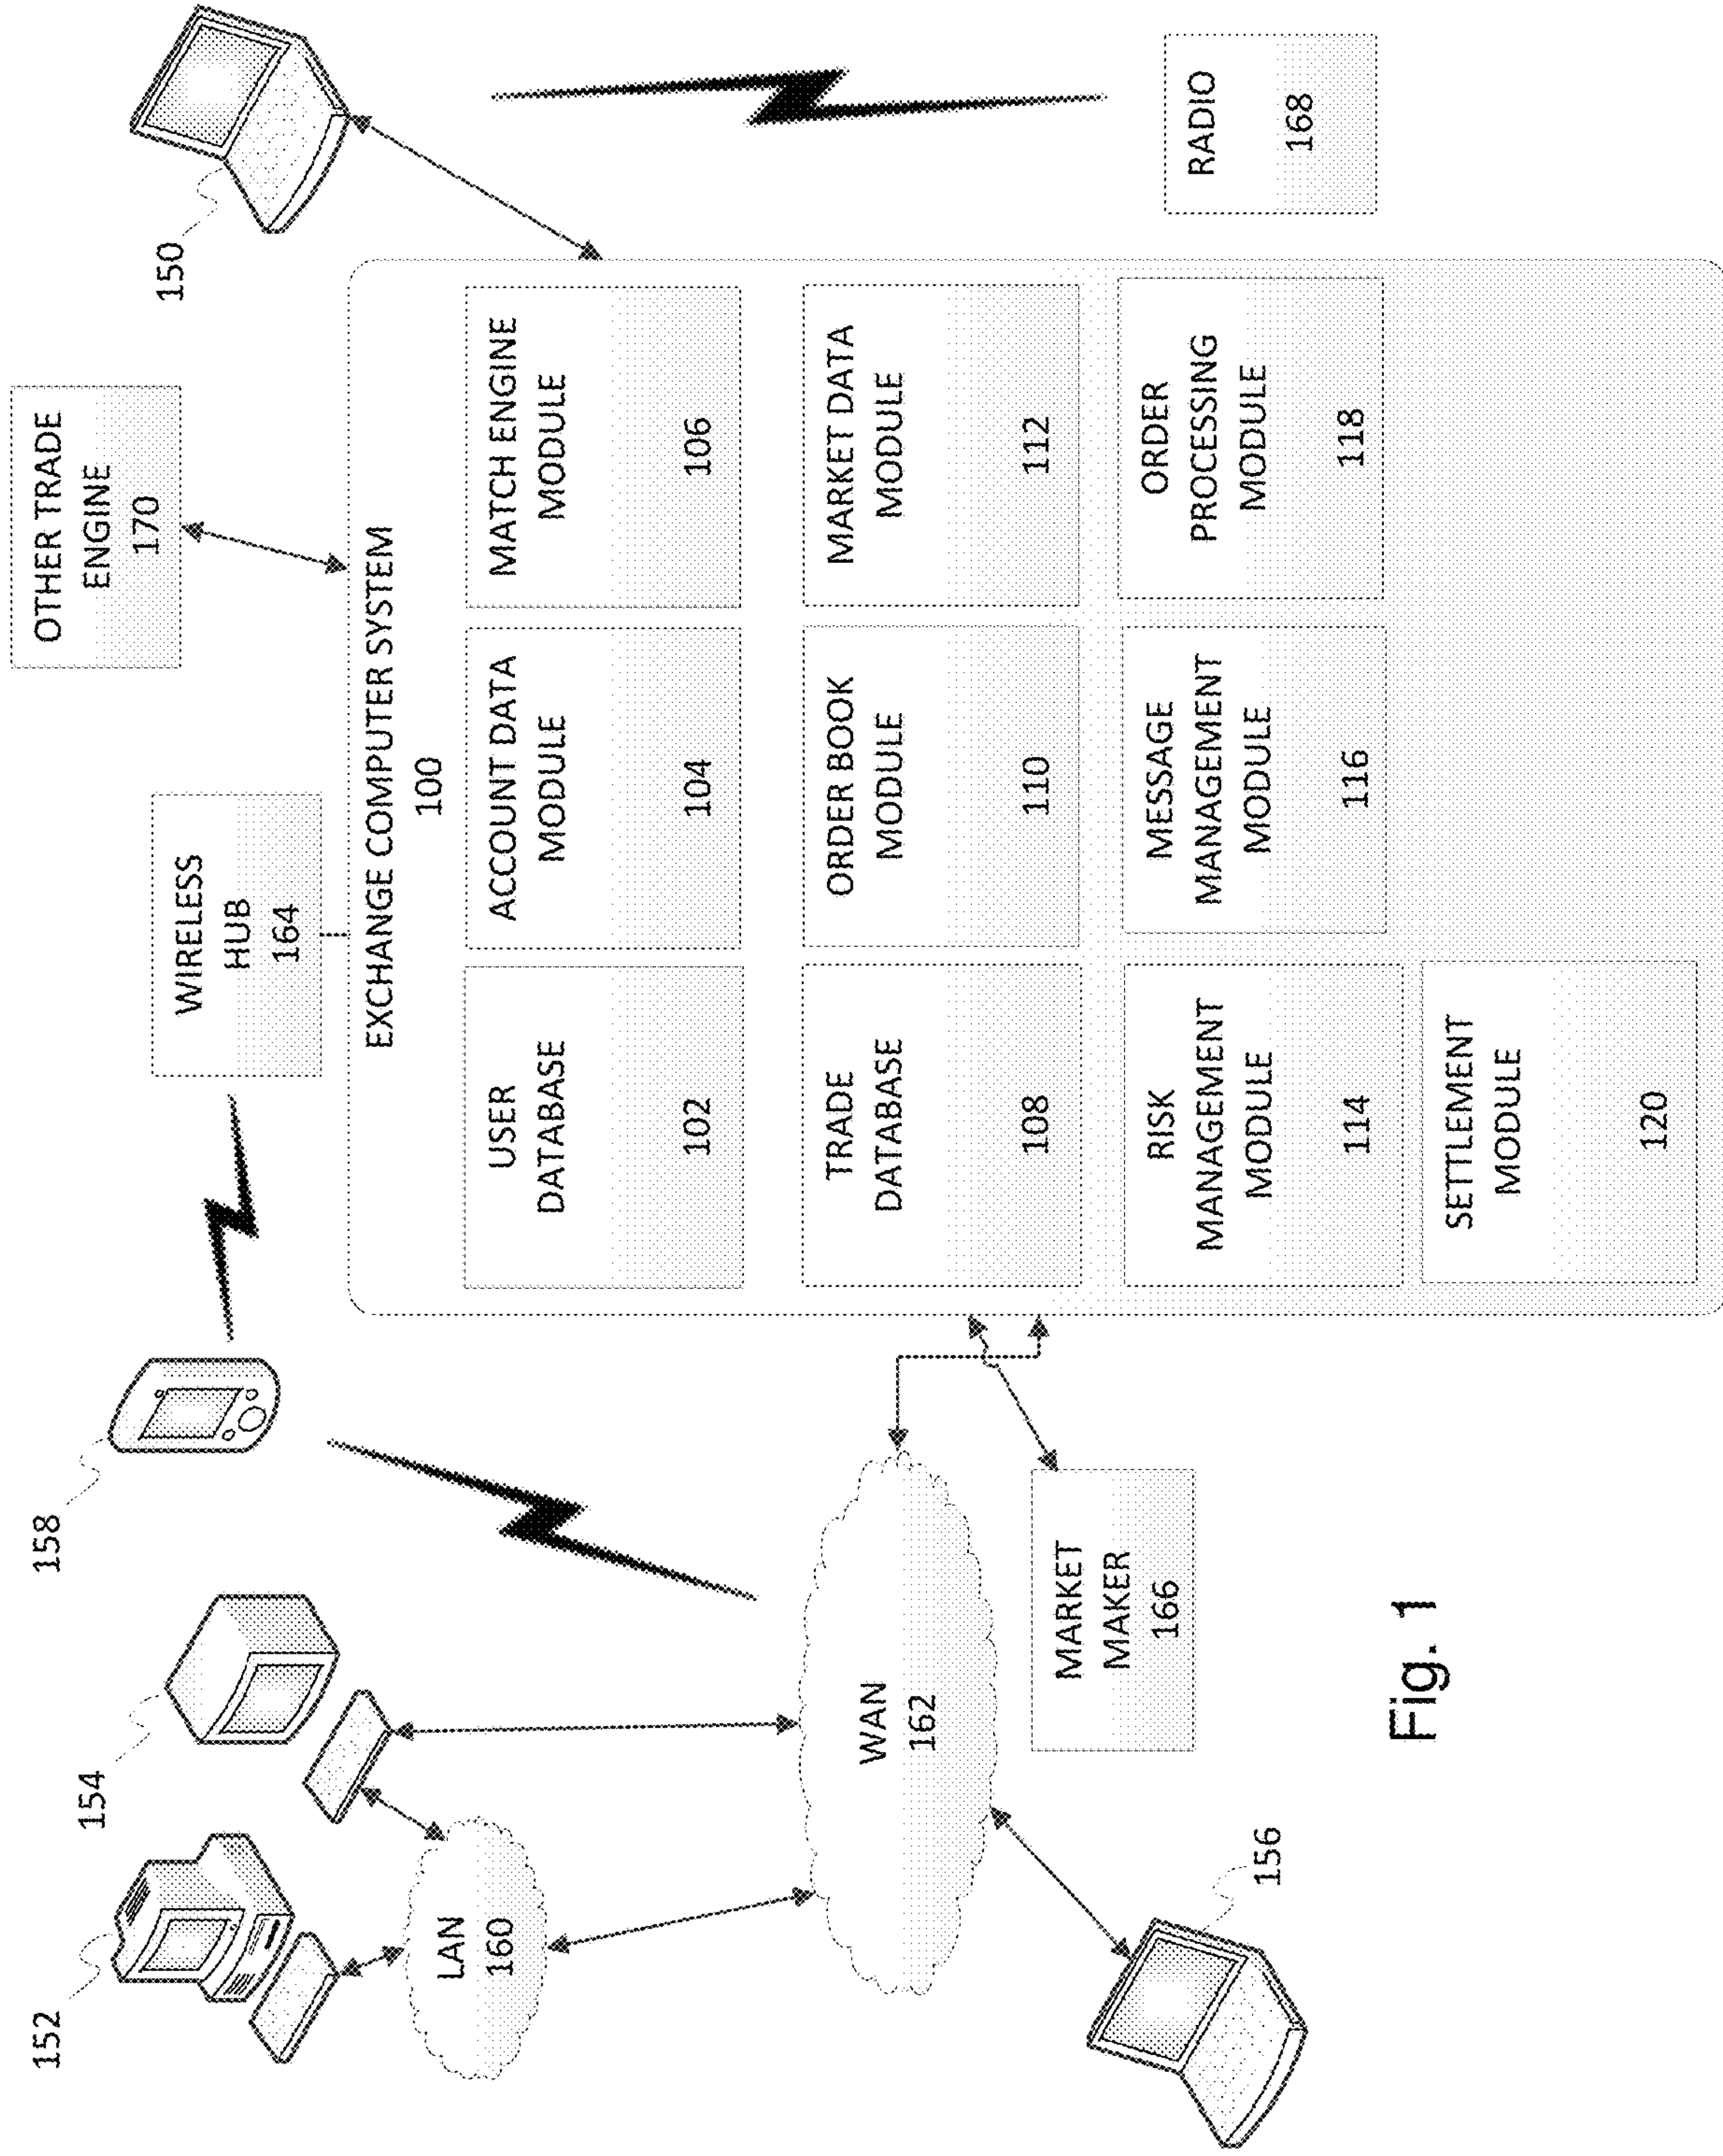 152
154
158
WIRELESS
HUB
164
OTHER TRADE
ENGINE
170
150
LAN
160
EXCHANGE COMPUTER SYSTEM
100
USER
DATABASE
102
ACCOUNT DATA
MODULE
104
MATCH ENGINE
MODULE
106
WAN
162
TRADE
DATABASE
108
ORDER BOOK
MODULE
110
MARKET DATA
MODULE
112
MARKET
MAKER
166
RISK
MANAGEMENT
MODULE
114
MESSAGE
MANAGEMENT
MODULE
116
ORDER
PROCESSING
MODULE
118
RADIO
168
156
SETTLEMENT
MODULE
120
Fig. 1